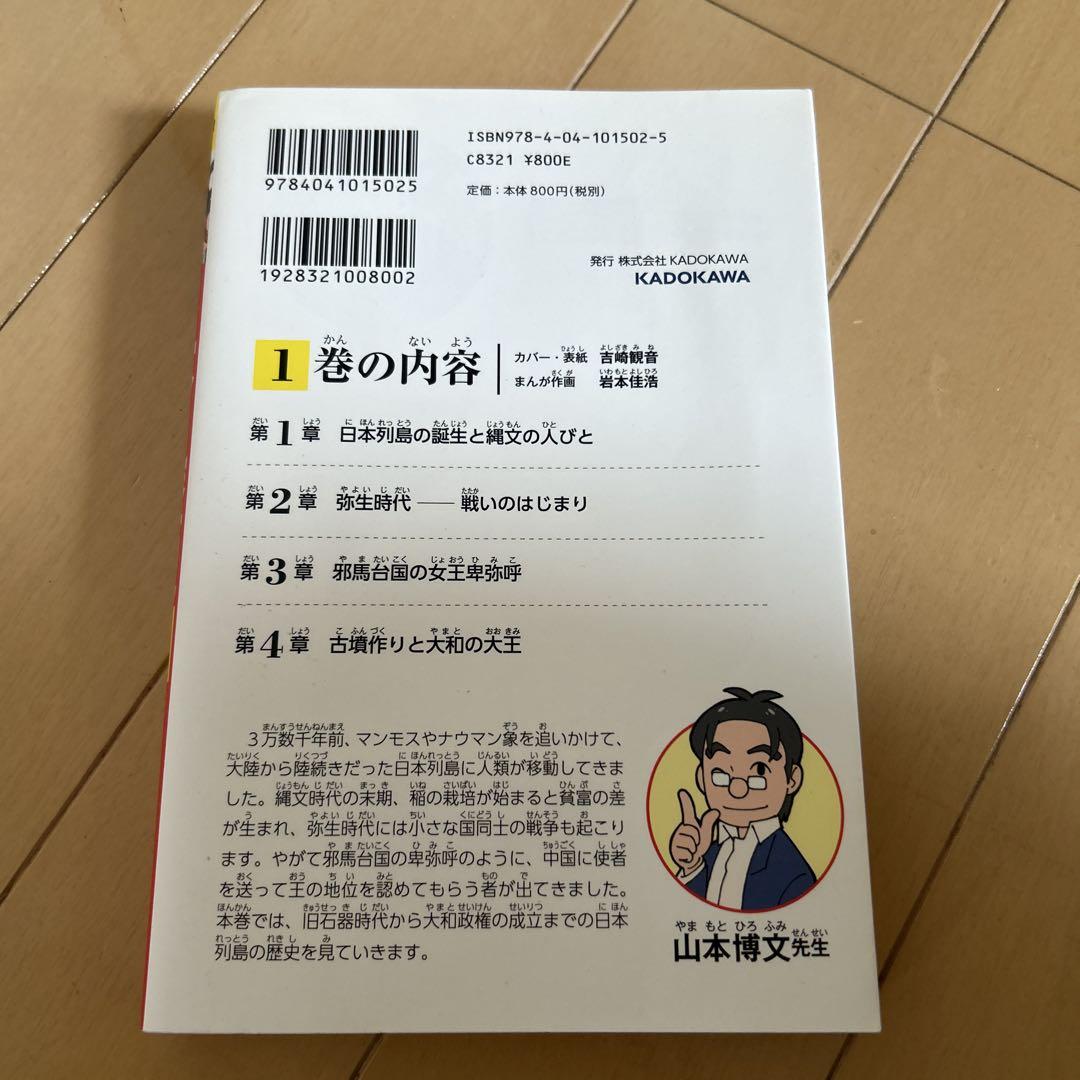 ISBN978-4-04-101502-5
C8321 ¥800E
9784041015025
定価：本体800円（税別）
1928321008002
発行 株式会社 KADOKAWA
KADOKAWA
1巻の内容
カバー・表紙 吉崎観音
まんが作画 岩本佳浩
第1章 日本列島の誕生と縄文の人びと
第2章 弥生時代――戦いのはじまり
第3章 邪馬台国の女王卑弥呼
第4章 古墳作りと大和の大王
3万数千年前、マンモスやナウマン象を追いかけて、
大陸から陸続きだった日本列島に人類が移動してきま
した。縄文時代の末期、稲の栽培が始まると貧富の差
が生まれ、弥生時代には小さな国同士の戦争も起こり
ます。やがて邪馬台国の卑弥呼のように、中国に使者
を送って王の地位を認めてもらう者が出てきました。
本巻では、旧石器時代から大和政権の成立までの日本
列島の歴史を見ていきます。
山本博文先生